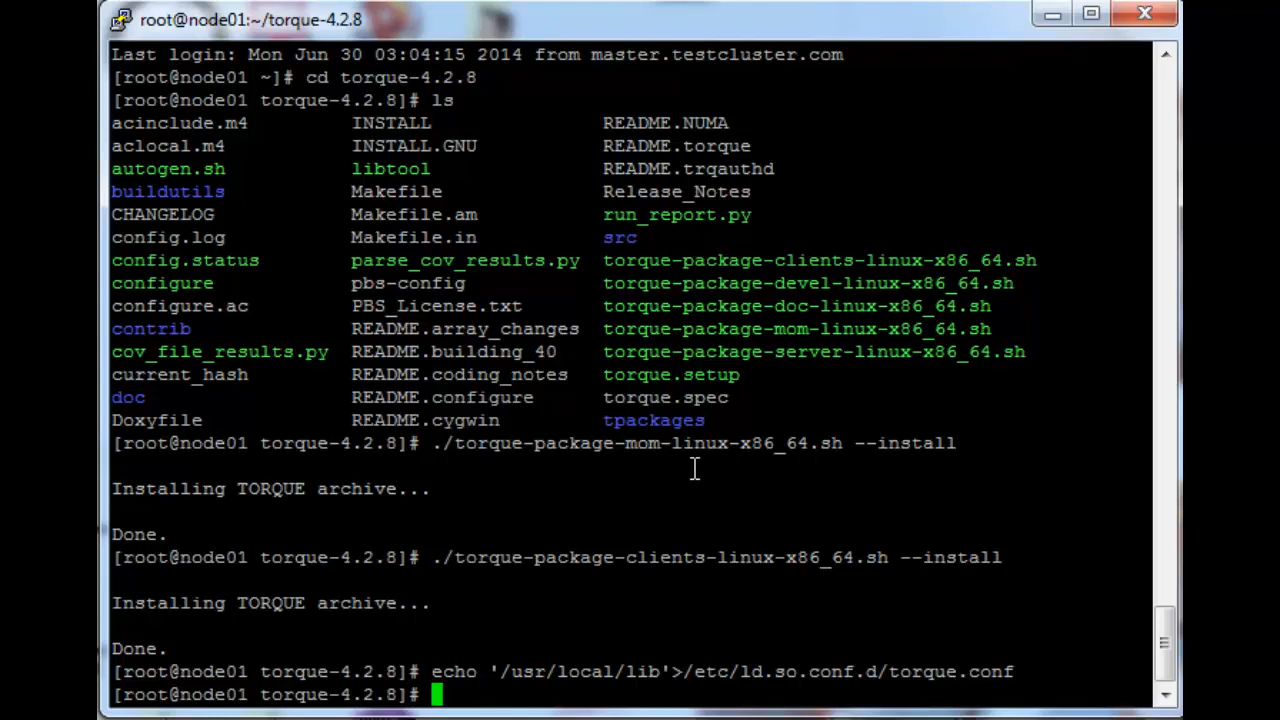 root@node01:~/torque-4.2.8
Last login: Mon Jun 30 03:04:15 2014 from master.testcluster.com
[root@node01 ~]# cd torque-4.2.8
[root@node01 torque-4.2.8]# ls
acinclude.m4 INSTALL README.NUMA
aclocal.m4 INSTALL.GNU README.torque
autogen.sh libtool README.trqauthd
buildutils Makefile Release_Notes
CHANGELOG Makefile.am run_report.py
config.log Makefile.in src
config.status parse_cov_results.py torque-package-clients-linux-x86_64.sh
configure pbs-config torque-package-devel-linux-x86_64.sh
configure.ac PBS_License.txt torque-package-doc-linux-x86_64.sh
contrib README.array_changes torque-package-mom-linux-x86_64.sh
cov_file_results.py README.building_40 torque-package-server-linux-x86_64.sh
current_hash README.coding_notes torque.setup
doc README.configure torque.spec
Doxyfile README.cygwin tpackages
[root@node01 torque-4.2.8]# ./torque-package-mom-linux-x86_64.sh --install
Installing TORQUE archive...
Done.
[root@node01 torque-4.2.8]# ./torque-package-clients-linux-x86_64.sh --install
Installing TORQUE archive...
Done.
[root@node01 torque-4.2.8]# echo '/usr/local/lib'>/etc/ld.so.conf.d/torque.conf
[root@node01 torque-4.2.8]#